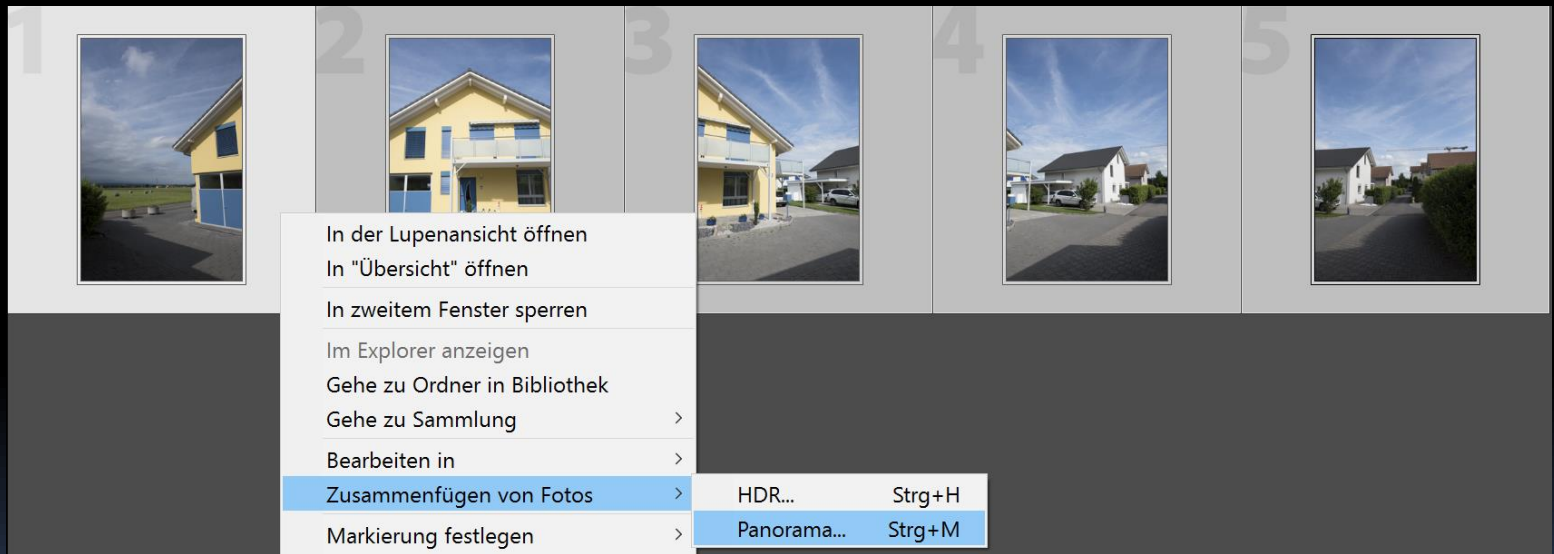 1 2 3 4 5
In der Lupenansicht öffnen
In "Übersicht" öffnen
In zweitem Fenster sperren
Im Explorer anzeigen
Gehe zu Ordner in Bibliothek
Gehe zu Sammlung
Bearbeiten in
Zusammenfügen von Fotos
HDR... Strg+H
Panorama... Strg+M
Markierung festlegen